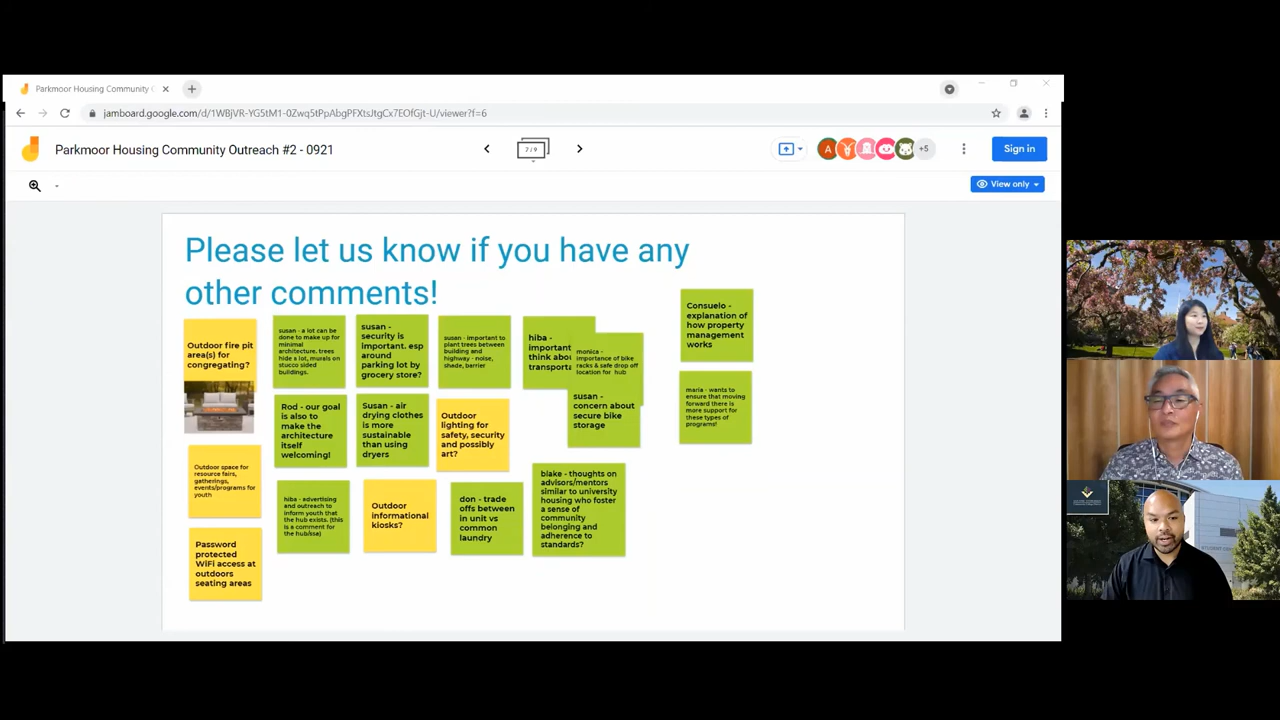 Parkmoor Housing Community
jamboard.google.com/d/1WBjVR-YG5tM1-0Zwq5tPpAbgPFXtsJtgCx7EOfGjt-U/viewer?f=6
Parkmoor Housing Community Outreach #2 - 0921
7/9
A
+5
Sign in
View only
Please let us know if you have any
other comments!
Outdoor fire pit
area(s) for
congregating?
susan - a lot can be
done to make up for
minimal
architecture. trees
hide a lot, murals on
stucco sided
buildings.
susan -
security is
important. esp
around
parking lot by
grocery store?
susan - important to
plant trees between
building and
highway - noise,
shade, barrier
hiba -
important
think abou
transporta
monica -
importance of bike
racks & safe drop off
location for hub
susan -
concern about
secure bike
storage
Consuelo -
explanation of
how property
management
works
maria - wants to
ensure that moving
forward there is
more support for
these types of
programs!
Rod - our goal
is also to
make the
architecture
itself
welcoming!
Susan - air
drying clothes
is more
sustainable
than using
dryers
Outdoor
lighting for
safety, security
and possibly
art?
Outdoor space for
resource fairs,
gatherings,
events/programs for
youth
hiba - advertising
and outreach to
inform youth that
the hub exists. (this
is a comment for
the hub/ssa)
Outdoor
informational
kiosks?
don - trade
offs between
in unit vs
common
laundry
blake - thoughts on
advisors/mentors
similar to university
housing who foster
a sense of
community
belonging and
adherence to
standards?
Password
protected
WiFi access at
outdoors
seating areas